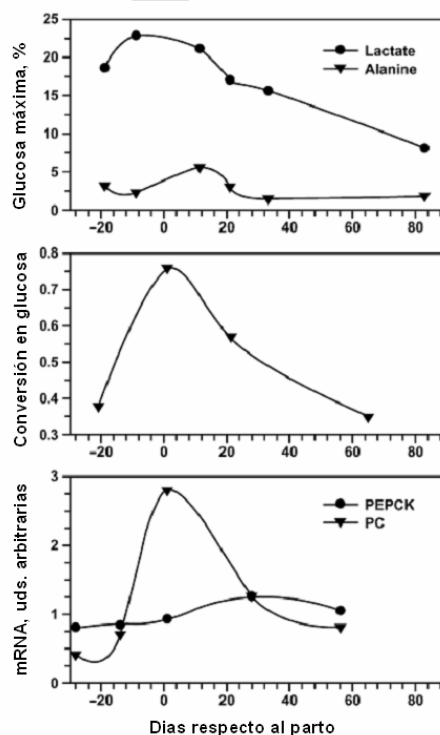 Glucosa máxima, %
25
20
15
10
5
0
Lactate
Alanine
−20 0 20 40 60 80
Conversión en glucosa
0.8
0.7
0.6
0.5
0.4
0.3
−20 0 20 40 60 80
mRNA, uds. arbitrarias
3
2
1
0
PEPCK
PC
−20 0 20 40 60 80
Dias respecto al parto